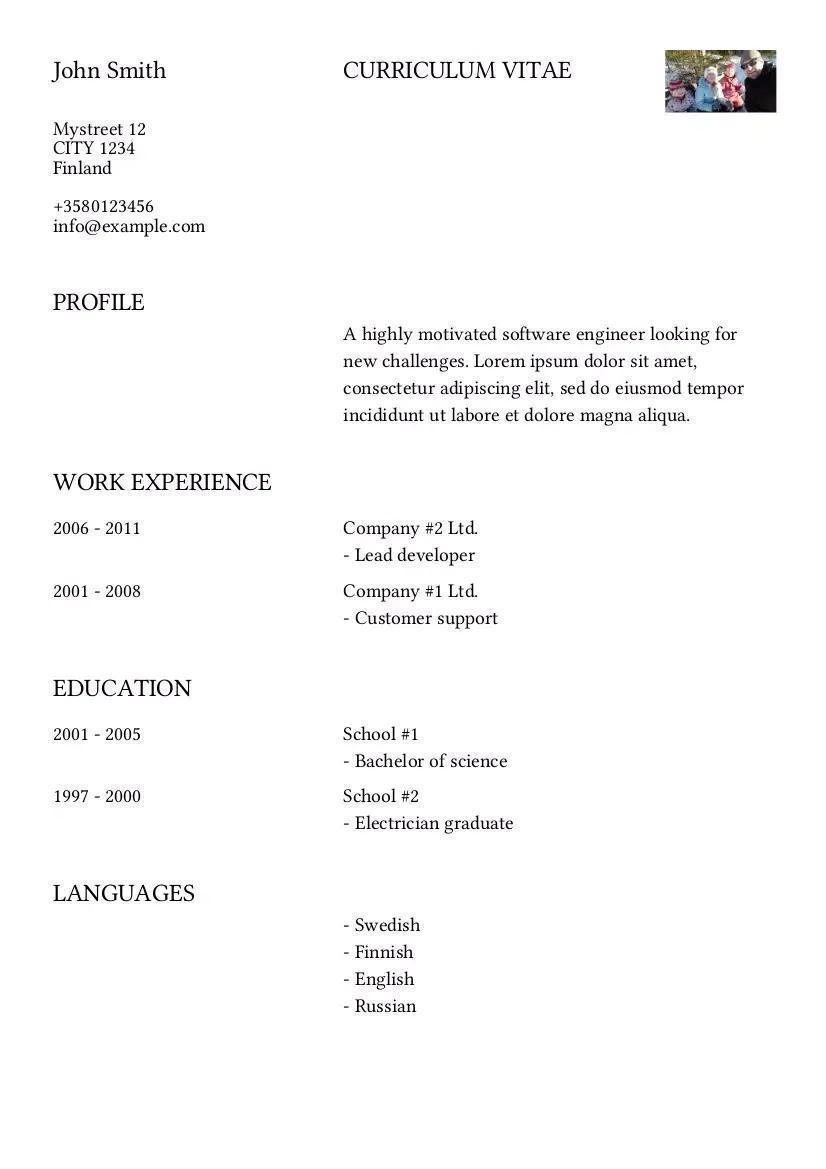 John Smith
CURRICULUM VITAE
Mystreet 12
CITY 1234
Finland
+3580123456
info@example.com
PROFILE
A highly motivated software engineer looking for
new challenges. Lorem ipsum dolor sit amet,
consectetur adipiscing elit, sed do eiusmod tempor
incididunt ut labore et dolore magna aliqua.
WORK EXPERIENCE
2006 - 2011
Company #2 Ltd.
- Lead developer
2001 - 2008
Company #1 Ltd.
- Customer support
EDUCATION
2001 - 2005
School #1
- Bachelor of science
1997 - 2000
School #2
- Electrician graduate
LANGUAGES
- Swedish
- Finnish
- English
- Russian